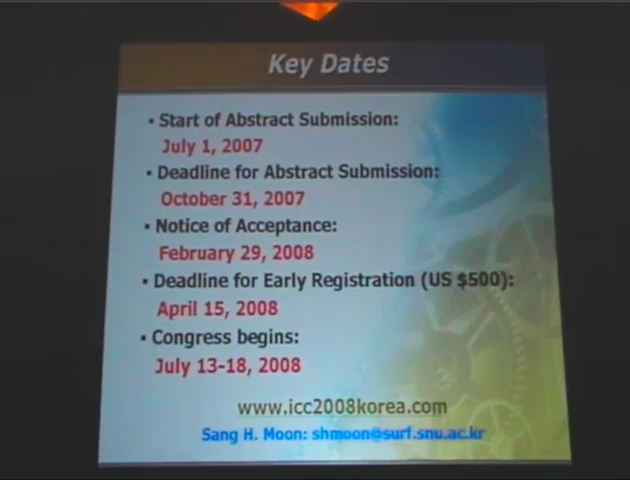 Key Dates
▪ Start of Abstract Submission:
July 1, 2007
▪ Deadline for Abstract Submission:
October 31, 2007
▪ Notice of Acceptance:
February 29, 2008
▪ Deadline for Early Registration (US $500):
April 15, 2008
▪ Congress begins:
July 13-18, 2008
www.icc2008korea.com
Sang H. Moon: shmoon@surf.snu.ac.kr